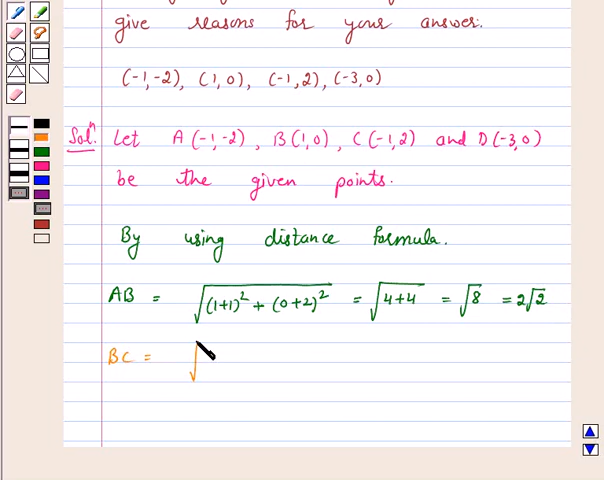 give reasons for your answer.
(-1,-2), (1,0), (-1,2), (-3,0)
Solⁿ. Let A(-1,-2), B(1,0), C(-1,2) and D(-3,0)
be the given points.
By using distance formula.
AB = √((1+1)² + (0+2)²) = √(4+4) = √8 = 2√2
BC = √